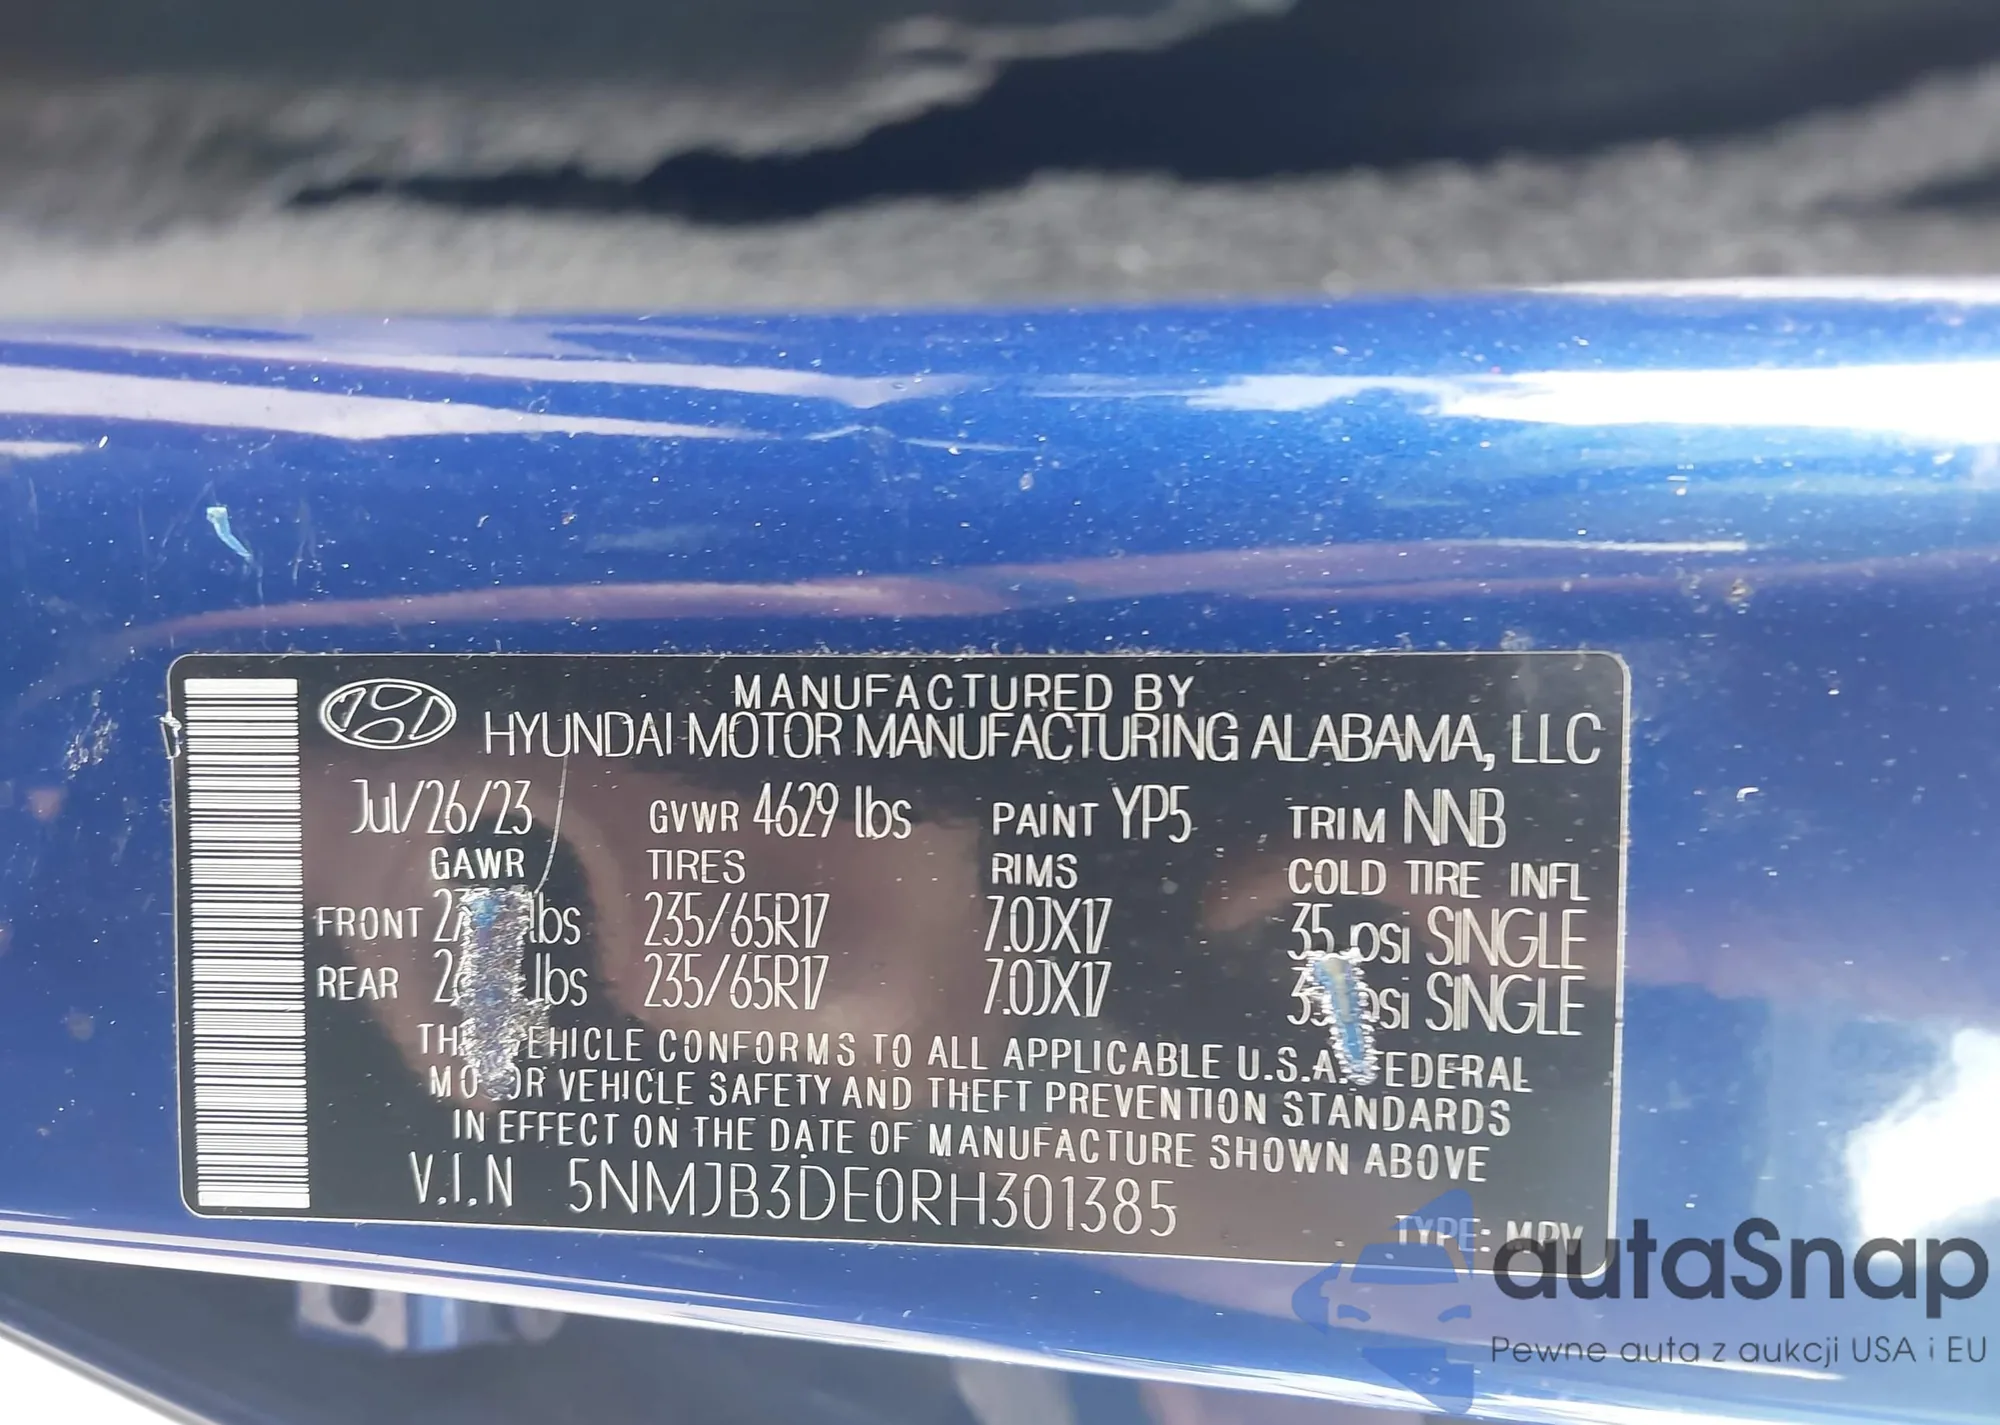 MANUFACTURED BY
HYUNDAI MOTOR MANUFACTURING ALABAMA, LLC
Jul/26/23 GVWR 4629 lbs PAINT YP5 TRIM NNB
GAWR TIRES RIMS COLD TIRE INFL
FRONT lbs 235/65R17 7.0JX17 35 psi SINGLE
REAR lbs 235/65R17 7.0JX17 psi SINGLE
VEHICLE CONFORMS TO ALL APPLICABLE U.S.A. FEDERAL
MOTOR VEHICLE SAFETY AND THEFT PREVENTION STANDARDS
IN EFFECT ON THE DATE OF MANUFACTURE SHOWN ABOVE
V.I.N 5NMJB3DE0RH301385
TYPE: MPV
autaSnap
Pewne auta z aukcji USA i EU